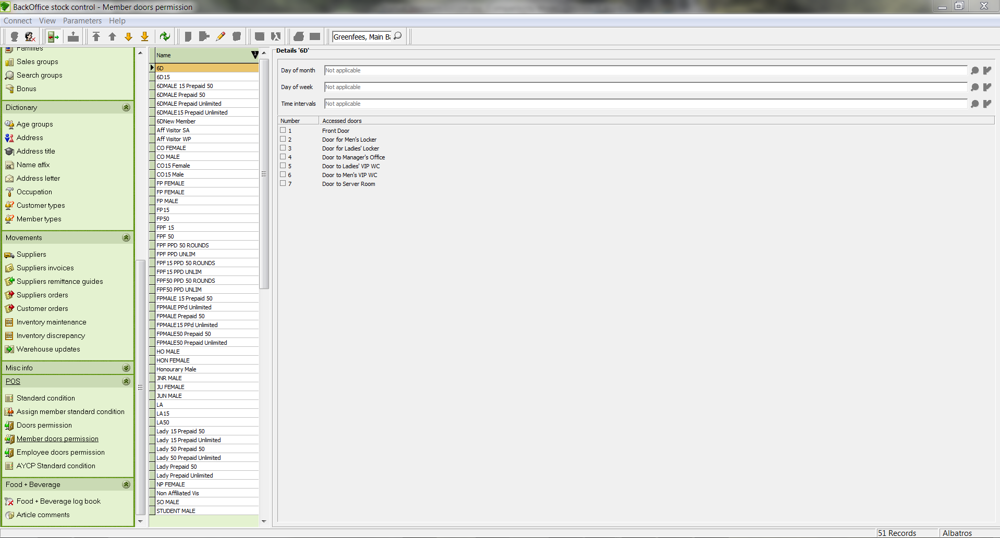 BackOffice stock control - Member doors permission
Connect View Parameters Help
Greenfees, Main Ba
Families
Sales groups
Search groups
Bonus
Dictionary
Age groups
Address
Address title
Name affix
Address letter
Occupation
Customer types
Member types
Movements
Suppliers
Suppliers invoices
Suppliers remittance guides
Suppliers orders
Customer orders
Inventory maintenance
Inventory discrepancy
Warehouse updates
Misc info
POS
Standard condition
Assign member standard condition
Doors permission
Member doors permission
Employee doors permission
AYCP Standard condition
Food + Beverage
Food + Beverage log book
Article comments
Name 1
6D
6D15
6DMALE 15 Prepaid 50
6DMALE Prepaid 50
6DMALE Prepaid Unlimited
6DMALE15 Prepaid Unlimited
6DNew Member
Aff Visitor SA
Aff Visitor WP
CO FEMALE
CO MALE
CO15 Female
CO15 Male
FP FEMALE
FP FEMALE
FP MALE
FP15
FP50
FPF 15
FPF 50
FPF PPD 50 ROUNDS
FPF PPD UNLIM
FPF15 PPD 50 ROUNDS
FPF15 PPD UNLIM
FPF50 PPD 50 ROUNDS
FPF50 PPD UNLIM
FPMALE 15 Prepaid 50
FPMALE PPd Unlimited
FPMALE Prepaid 50
FPMALE15 PPd Unlimited
FPMALE50 Prepaid 50
FPMALE50 Prepaid Unlimited
HO MALE
HON FEMALE
Honourary Male
JNR MALE
JU FEMALE
JUN MALE
LA
LA15
LA50
Lady 15 Prepaid 50
Lady 15 Prepaid Unlimited
Lady 50 Prepaid 50
Lady 50 Prepaid Unlimited
Lady Prepaid 50
Lady Prepaid Unlimited
NP FEMALE
Non Affiliated Vis
SO MALE
STUDENT MALE
Details '6D'
Day of month Not applicable
Day of week Not applicable
Time intervals Not applicable
Number Accessed doors
1 Front Door
2 Door for Men's Locker
3 Door for Ladies' Locker
4 Door to Manager's Office
5 Door to Ladies' VIP WC
6 Door to Men's VIP WC
7 Door to Server Room
51 Records Albatros